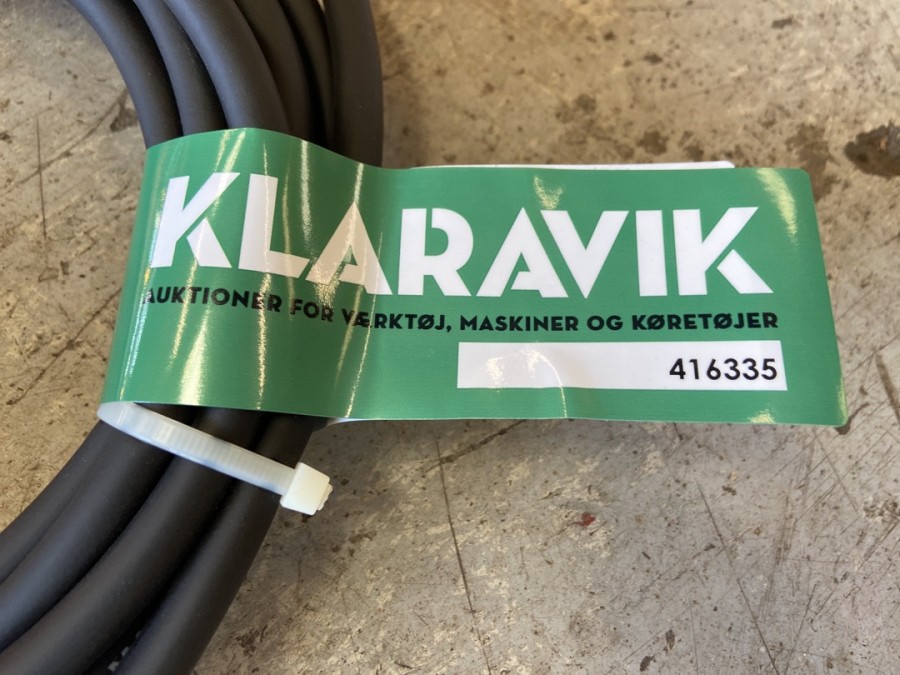 KLARAVIK
AUKTIONER FOR VÆRKTØJ, MASKINER OG KØRETØJER
416335